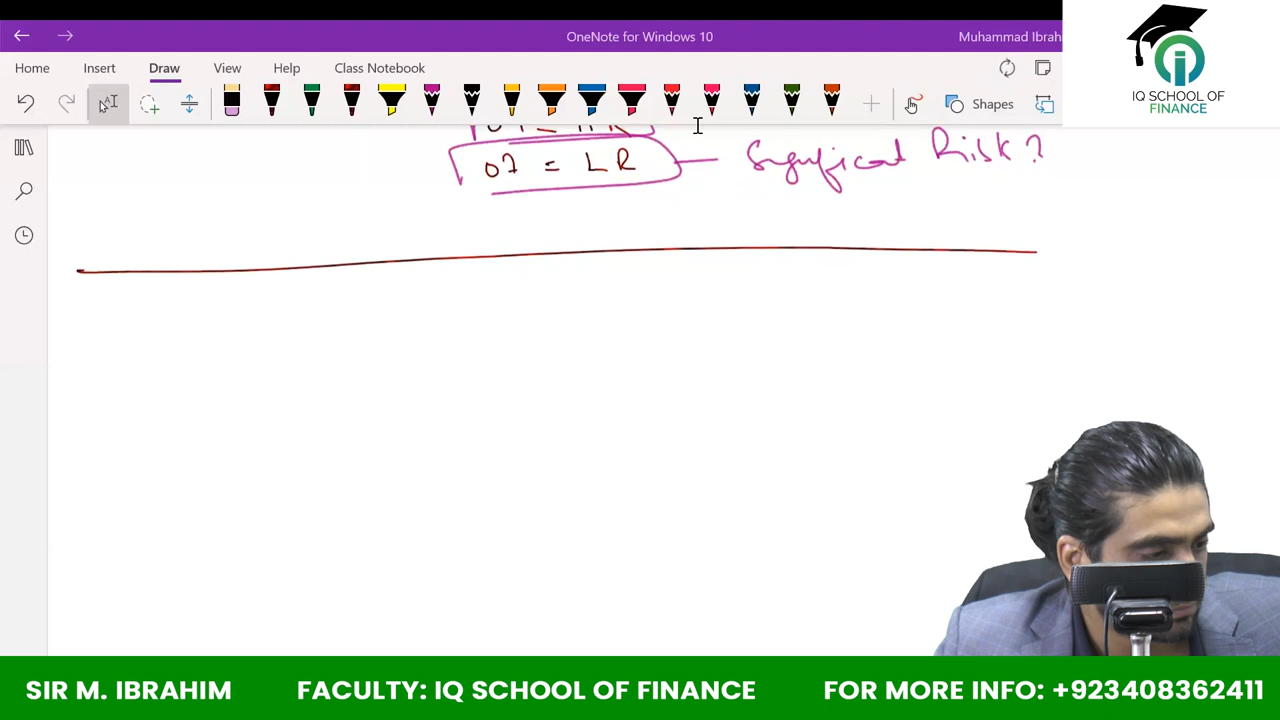 OneNote for Windows 10
Muhammad Ibrah
Home Insert Draw View Help Class Notebook
Shapes
IQ SCHOOL OF
FINANCE
07 = LR — Significat Risk?
SIR M. IBRAHIM FACULTY: IQ SCHOOL OF FINANCE FOR MORE INFO: +923408362411